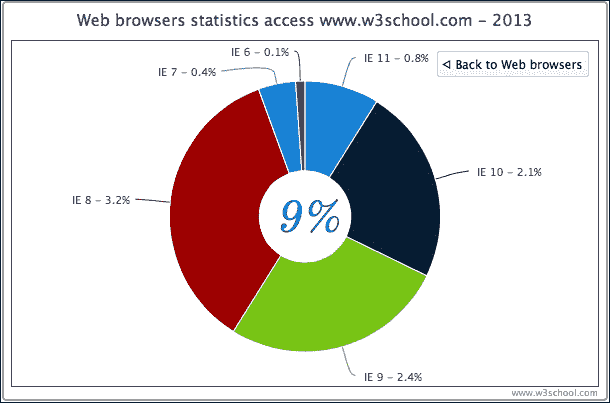 Web browsers statistics access www.w3school.com – 2013
IE 6 – 0.1%
IE 7 – 0.4%
IE 11 – 0.8%
Back to Web browsers
IE 10 – 2.1%
IE 8 – 3.2%
9%
IE 9 – 2.4%
www.w3school.com